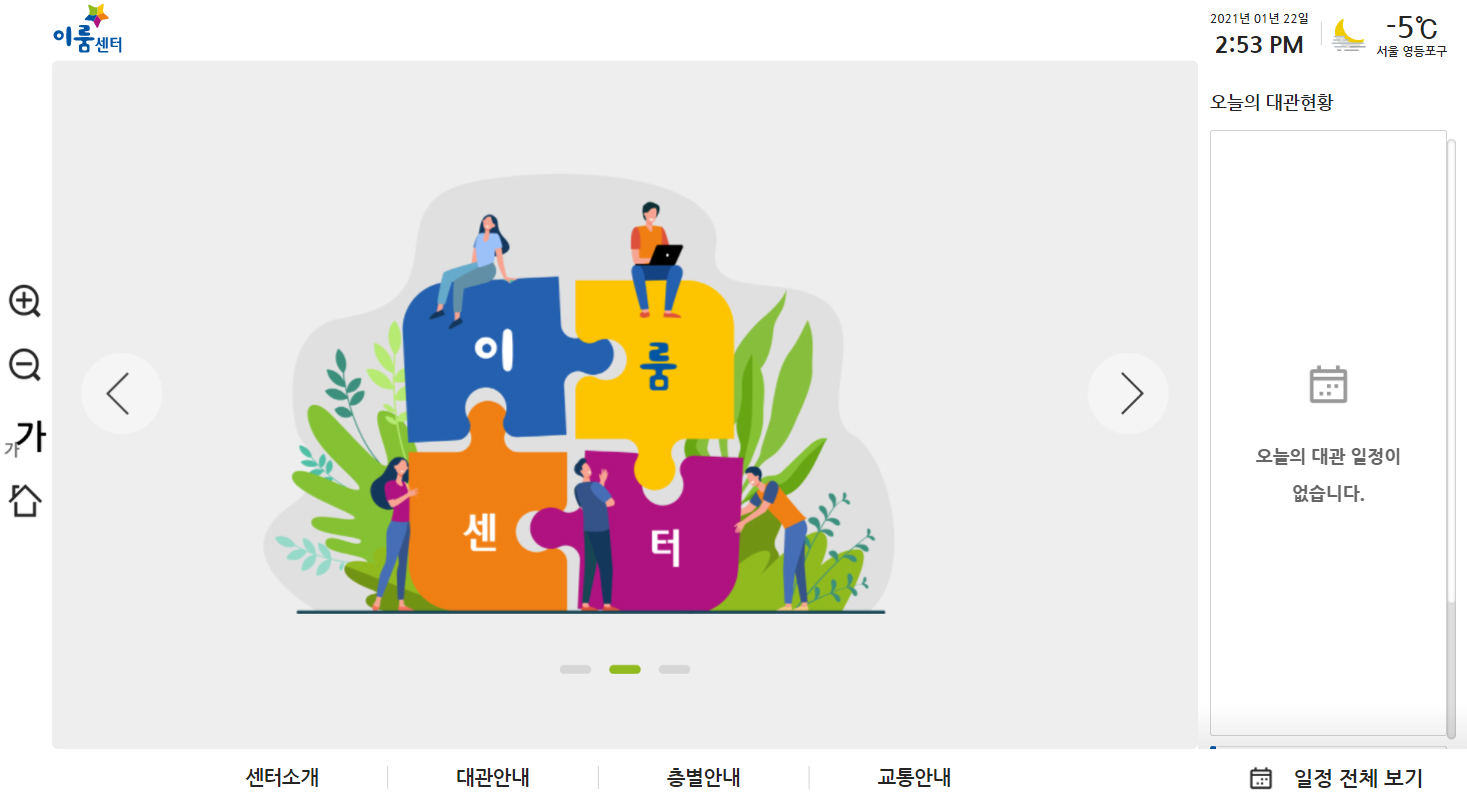 이룸센터
2021년 01년 22일
2:53 PM
-5℃
서울 영등포구
오늘의 대관현황
이
룸
센
터
가가
오늘의 대관 일정이
없습니다.
센터소개
대관안내
층별안내
교통안내
일정 전체 보기